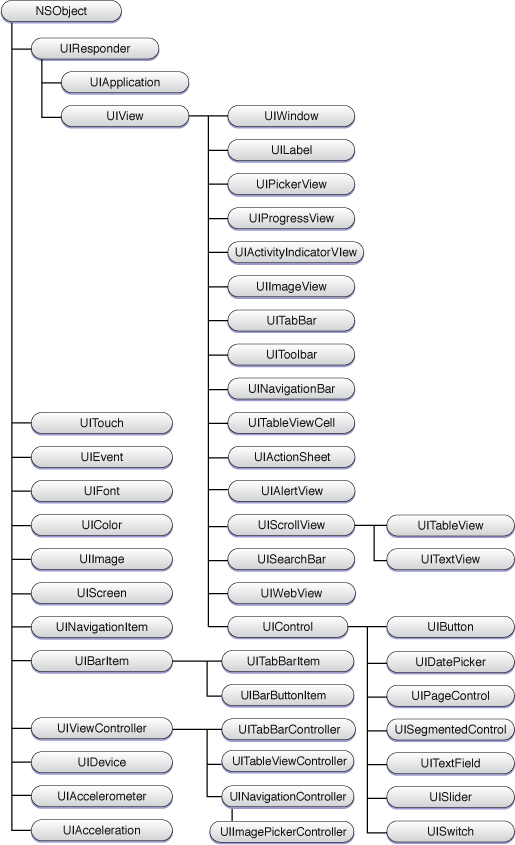 NSObject
UIResponder
UIApplication
UIView
UIWindow
UILabel
UIPickerView
UIProgressView
UIActivityIndicatorVIew
UIImageView
UITabBar
UIToolbar
UINavigationBar
UITableViewCell
UIActionSheet
UIAlertView
UIScrollView
UITableView
UITextView
UISearchBar
UIWebView
UIControl
UIButton
UIDatePicker
UIPageControl
UISegmentedControl
UITextField
UISlider
UISwitch
UITouch
UIEvent
UIFont
UIColor
UIImage
UIScreen
UINavigationItem
UIBarItem
UITabBarItem
UIBarButtonItem
UIViewController
UITabBarController
UITableViewController
UINavigationController
UIImagePickerController
UIDevice
UIAccelerometer
UIAcceleration